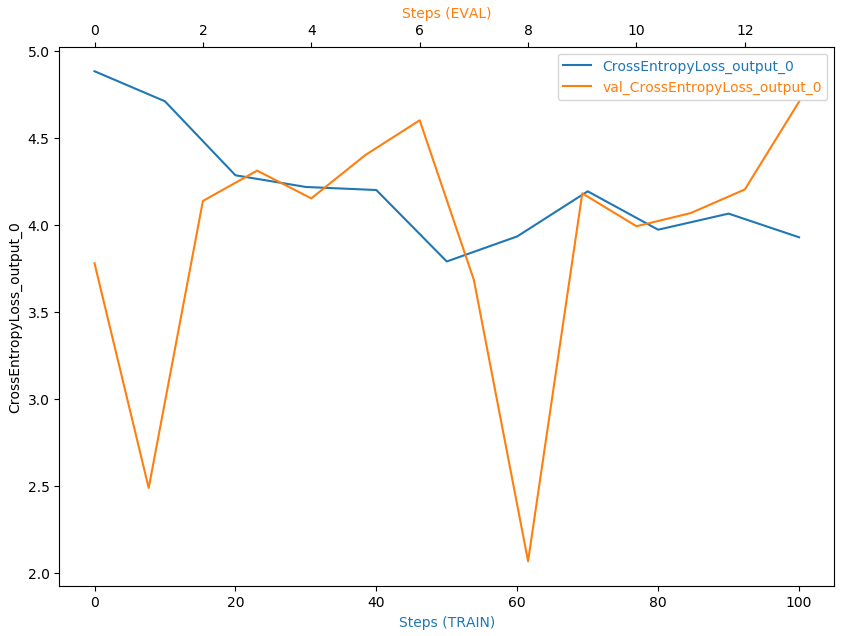 Steps (EVAL)
0 2 4 6 8 10 12
CrossEntropyLoss_output_0
val_CrossEntropyLoss_output_0
5.0
4.5
4.0
3.5
3.0
2.5
2.0
CrossEntropyLoss_output_0
0 20 40 60 80 100
Steps (TRAIN)